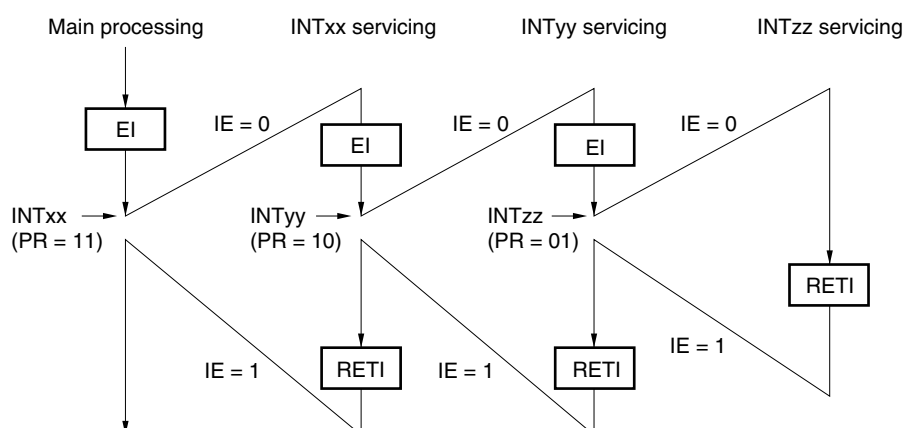 Main processing INTxx servicing INTyy servicing INTzz servicing
EI IE = 0 EI IE = 0 EI IE = 0
INTxx INTyy INTzz
(PR = 11) (PR = 10) (PR = 01)
RETI
IE = 1 RETI IE = 1 RETI IE = 1